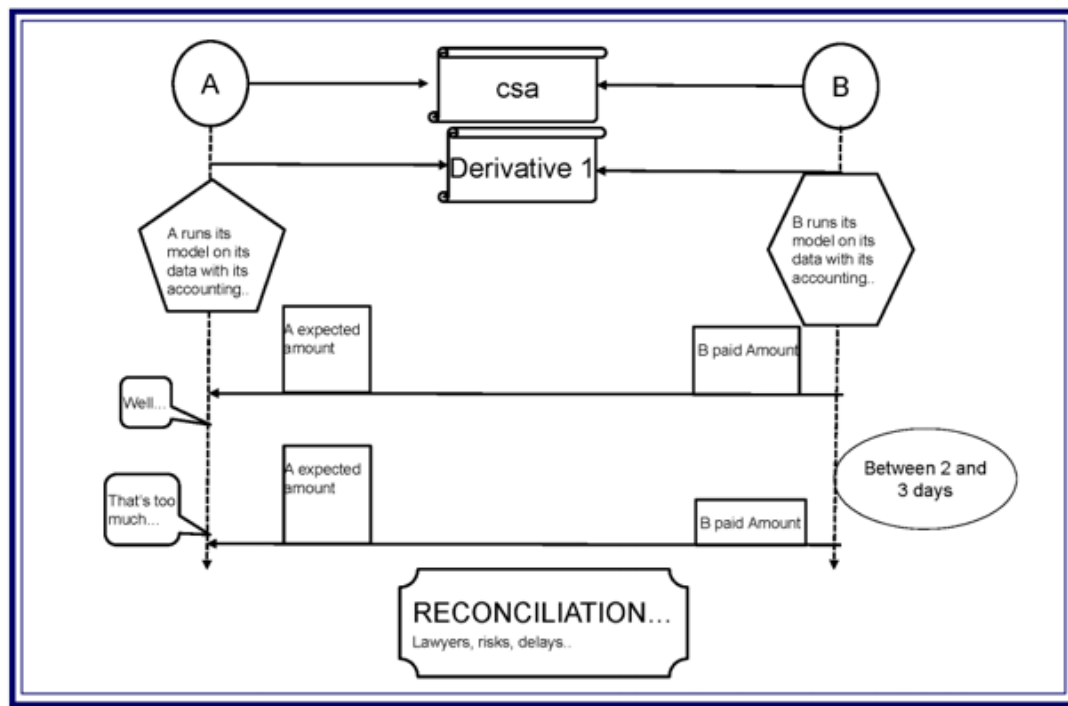 A
csa
B
Derivative 1
A runs its
model on its
data with its
accounting..
B runs its
model on its
data with its
accounting..
A expected
amount
B paid Amount
Well...
A expected
amount
Between 2 and
3 days
That's too
much...
B paid Amount
RECONCILIATION...
Lawyers, risks, delays..